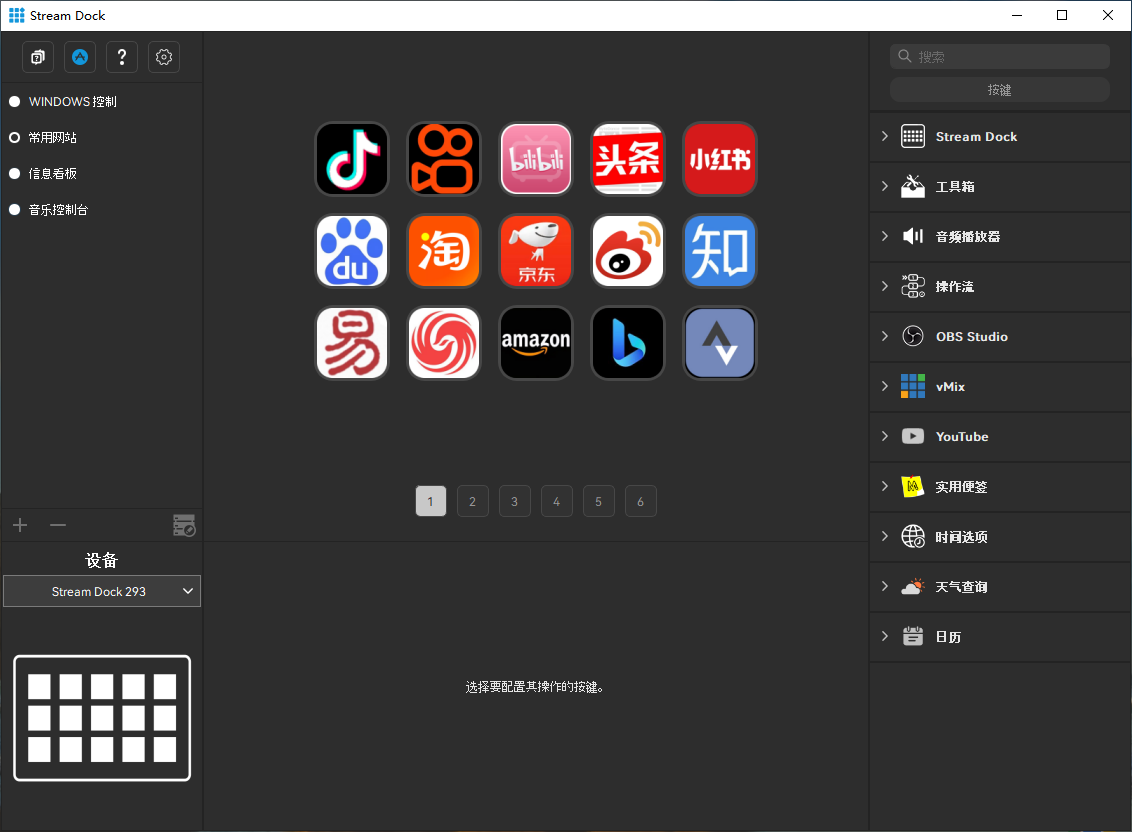 Stream Dock
?
WINDOWS 控制
常用网站
信息看板
音乐控制台
搜索
按键
bilibili
头条
小红书
du
淘
京东
知
易
amazon
1 2 3 4 5 6
Stream Dock
工具箱
音频播放器
操作流
OBS Studio
vMix
YouTube
实用便签
时间选项
天气查询
日历
设备
Stream Dock 293
选择要配置其操作的按键。